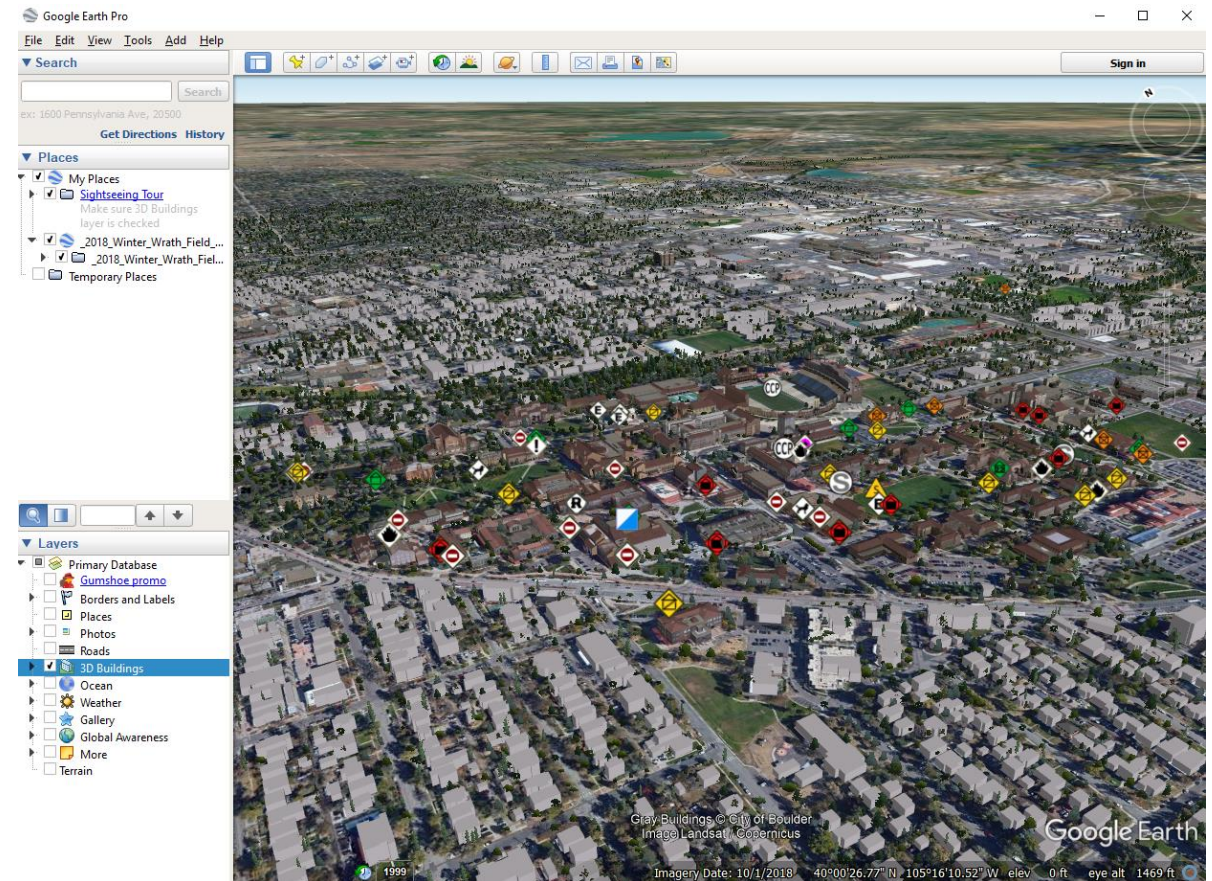 Google Earth Pro
File Edit View Tools Add Help
Search
Sign in
Search
ex: 1600 Pennsylvania Ave, 20500
Get Directions History
Places
My Places
Sightseeing Tour
Make sure 3D Buildings
layer is checked
_2018_Winter_Wrath_Field_...
_2018_Winter_Wrath_Fiel...
Temporary Places
Layers
Primary Database
Gumshoe promo
Borders and Labels
Places
Photos
Roads
3D Buildings
Ocean
Weather
Gallery
Global Awareness
More
Terrain
N
CCP
E
E
CCP
S
R
E
Gray Buildings © City of Boulder
Image Landsat / Copernicus
Google Earth
1999
Imagery Date: 10/1/2018 40°00'26.77" N 105°16'10.52" W elev 0 ft eye alt 1469 ft